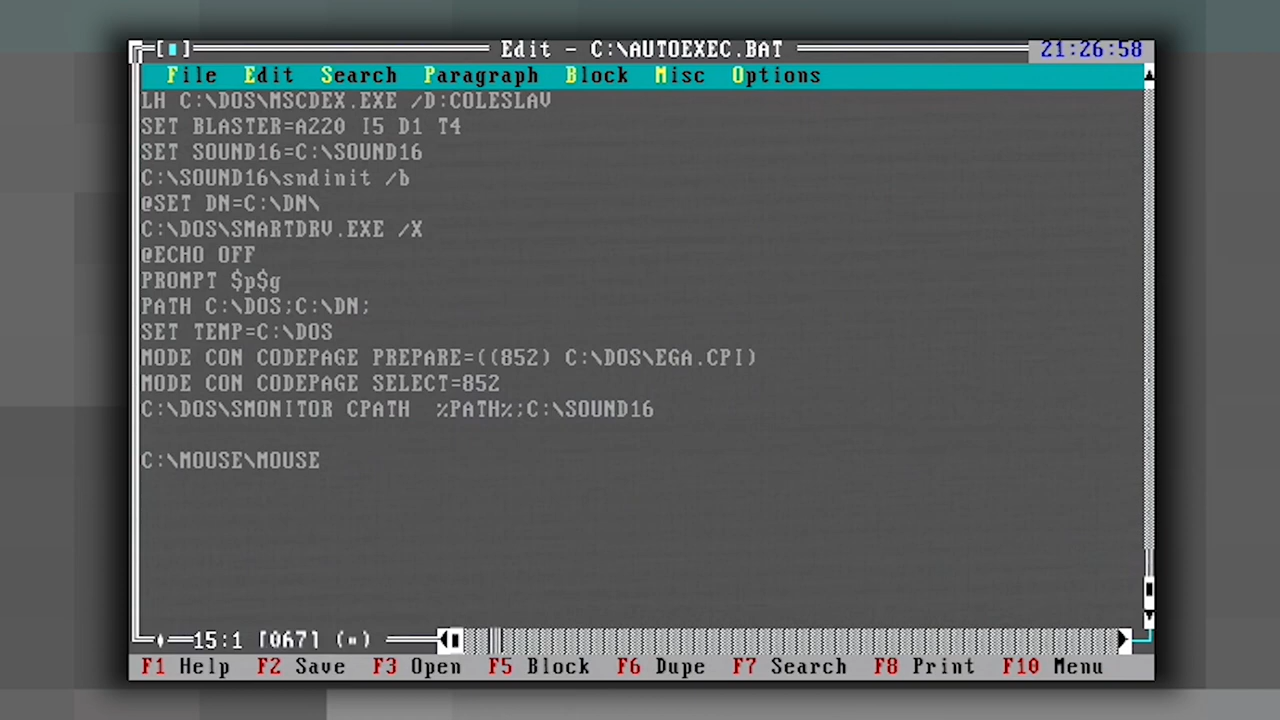 Edit - C:\AUTOEXEC.BAT 21:26:58
File Edit Search Paragraph Block Misc Options
LH C:\DOS\MSCDEX.EXE /D:COLESLAV
SET BLASTER=A220 I5 D1 T4
SET SOUND16=C:\SOUND16
C:\SOUND16\sndinit /b
@SET DN=C:\DN\
C:\DOS\SMARTDRV.EXE /X
@ECHO OFF
PROMPT $p$g
PATH C:\DOS;C:\DN;
SET TEMP=C:\DOS
MODE CON CODEPAGE PREPARE=((852) C:\DOS\EGA.CPI)
MODE CON CODEPAGE SELECT=852
C:\DOS\SMONITOR CPATH  %PATH%;C:\SOUND16
C:\MOUSE\MOUSE
15:1 [067] (¤)
F1 Help F2 Save F3 Open F5 Block F6 Dupe F7 Search F8 Print F10 Menu